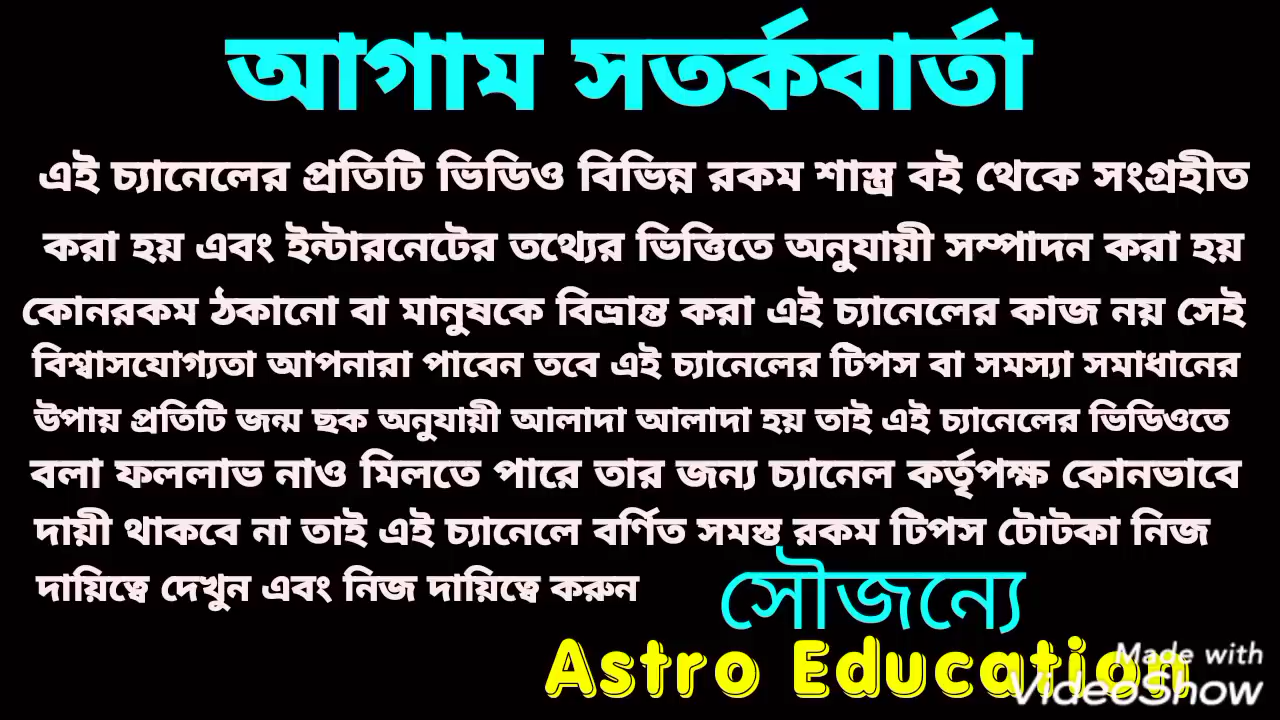 আগাম সতর্কবার্তা
এই চ্যানেলের প্রতিটি ভিডিও বিভিন্ন রকম শাস্ত্র বই থেকে সংগ্রহীত
করা হয় এবং ইন্টারনেটের তথ্যের ভিত্তিতে অনুযায়ী সম্পাদন করা হয়
কোনরকম ঠকানো বা মানুষকে বিভ্রান্ত করা এই চ্যানেলের কাজ নয় সেই
বিশ্বাসযোগ্যতা আপনারা পাবেন তবে এই চ্যানেলের টিপস বা সমস্যা সমাধানের
উপায় প্রতিটি জন্ম ছক অনুযায়ী আলাদা আলাদা হয় তাই এই চ্যানেলের ভিডিওতে
বলা ফললাভ নাও মিলতে পারে তার জন্য চ্যানেল কর্তৃপক্ষ কোনভাবে
দায়ী থাকবে না তাই এই চ্যানেলে বর্ণিত সমস্ত রকম টিপস টোটকা নিজ
দায়িত্বে দেখুন এবং নিজ দায়িত্বে করুন
সৌজন্যে
Astro Education
Made with
VideoShow